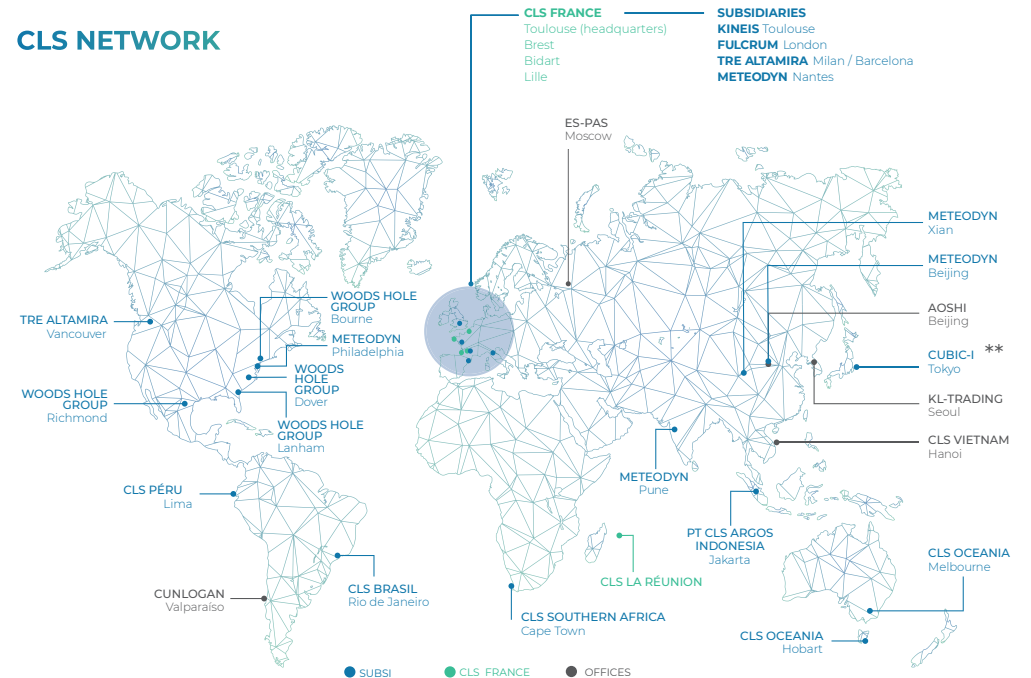 CLS NETWORK
CLS FRANCE
Toulouse (headquarters)
Brest
Bidart
Lille
SUBSIDIARIES
KINEIS Toulouse
FULCRUM London
TRE ALTAMIRA Milan / Barcelona
METEODYN Nantes
ES-PAS
Moscow
METEODYN
Xian
METEODYN
Beijing
AOSHI
Beijing
CUBIC-I **
Tokyo
KL-TRADING
Seoul
CLS VIETNAM
Hanoi
TRE ALTAMIRA
Vancouver
WOODS HOLE
GROUP
Bourne
METEODYN
Philadelphia
WOODS
HOLE
GROUP
Dover
WOODS HOLE
GROUP
Richmond
WOODS HOLE
GROUP
Lanham
CLS PÉRU
Lima
METEODYN
Pune
PT CLS ARGOS
INDONESIA
Jakarta
CLS OCEANIA
Melbourne
CLS LA RÉUNION
CLS BRASIL
Rio de Janeiro
CUNLOGAN
Valparaíso
CLS SOUTHERN AFRICA
Cape Town
CLS OCEANIA
Hobart
SUBSI
CLS FRANCE
OFFICES